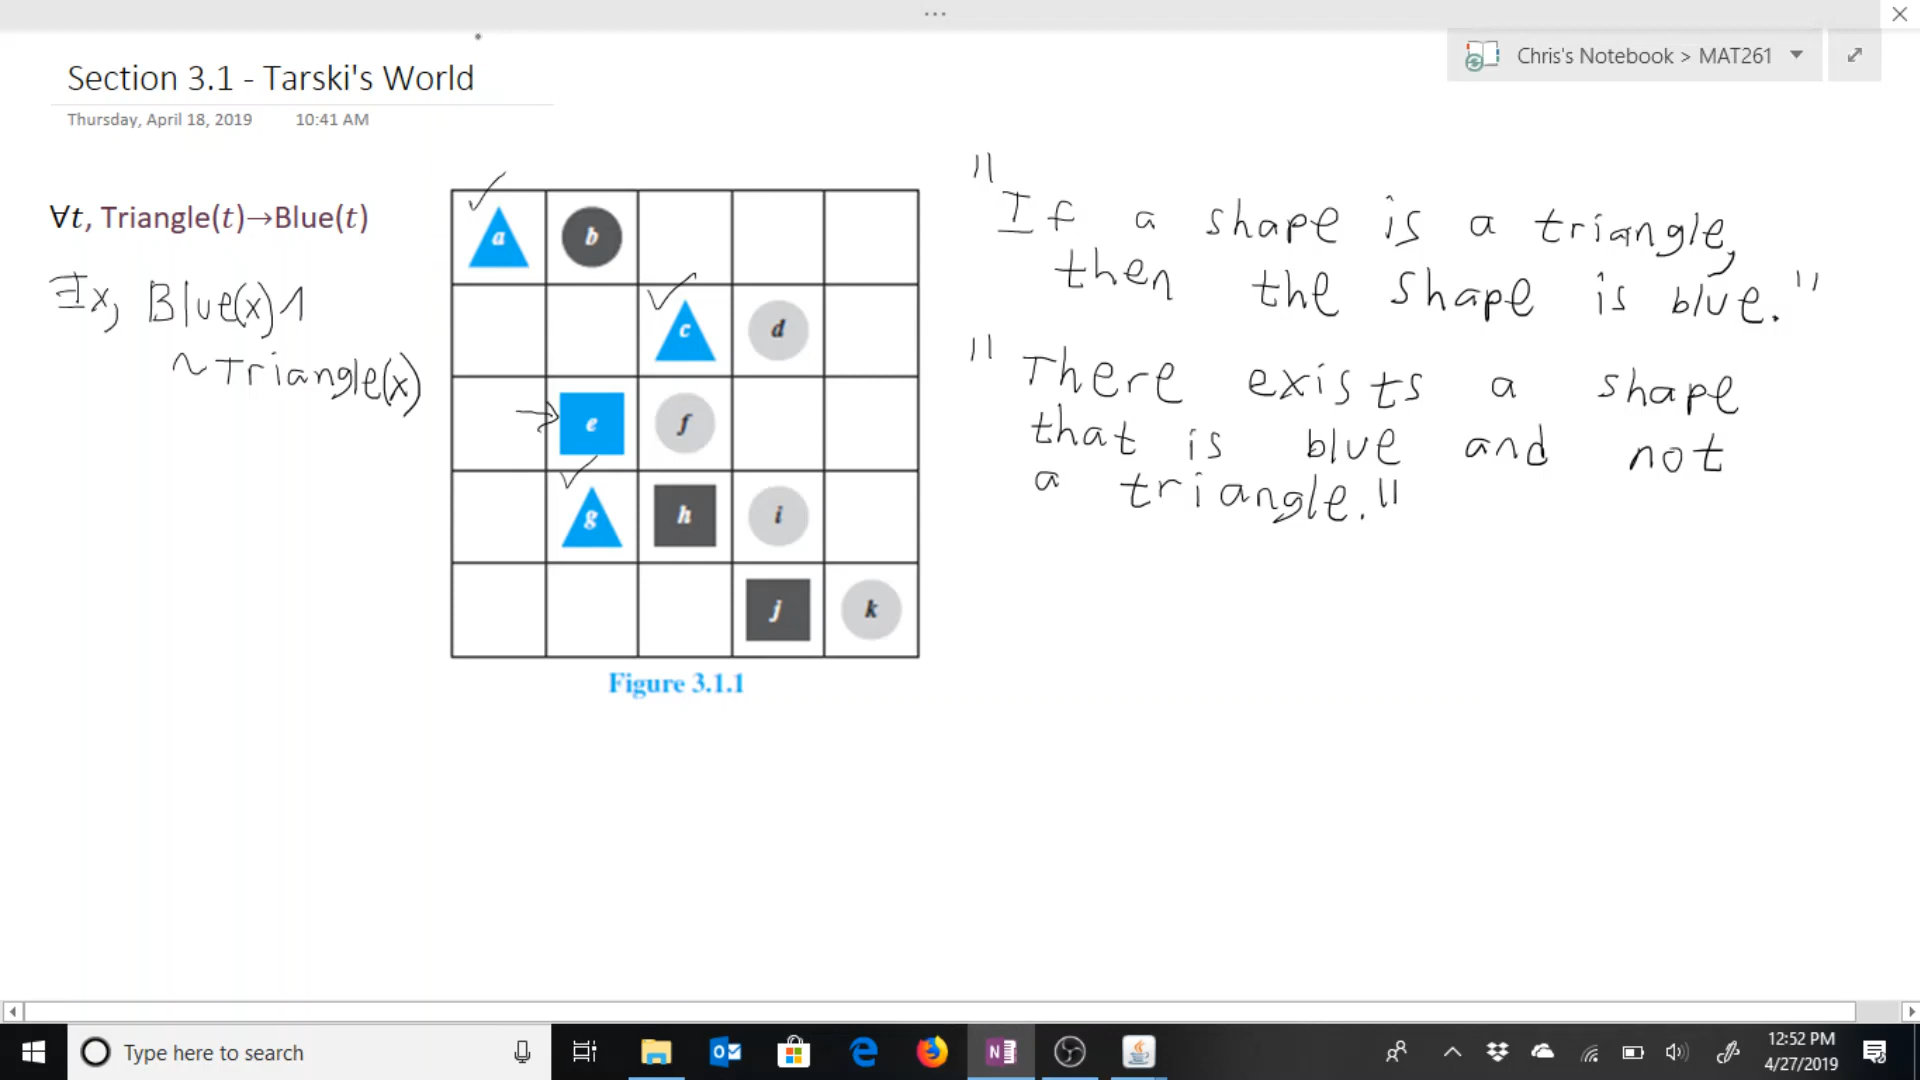 Section 3.1 - Tarski's World
Thursday, April 18, 2019 10:41 AM
Chris's Notebook > MAT261
∀t, Triangle(t)→Blue(t)
∃x, Blue(x) ∧
~Triangle(x)
a b
c d
e f
g h i
j k
Figure 3.1.1
"If a shape is a triangle,
then the shape is blue."
"There exists a shape
that is blue and not
a triangle."
Type here to search
12:52 PM
4/27/2019